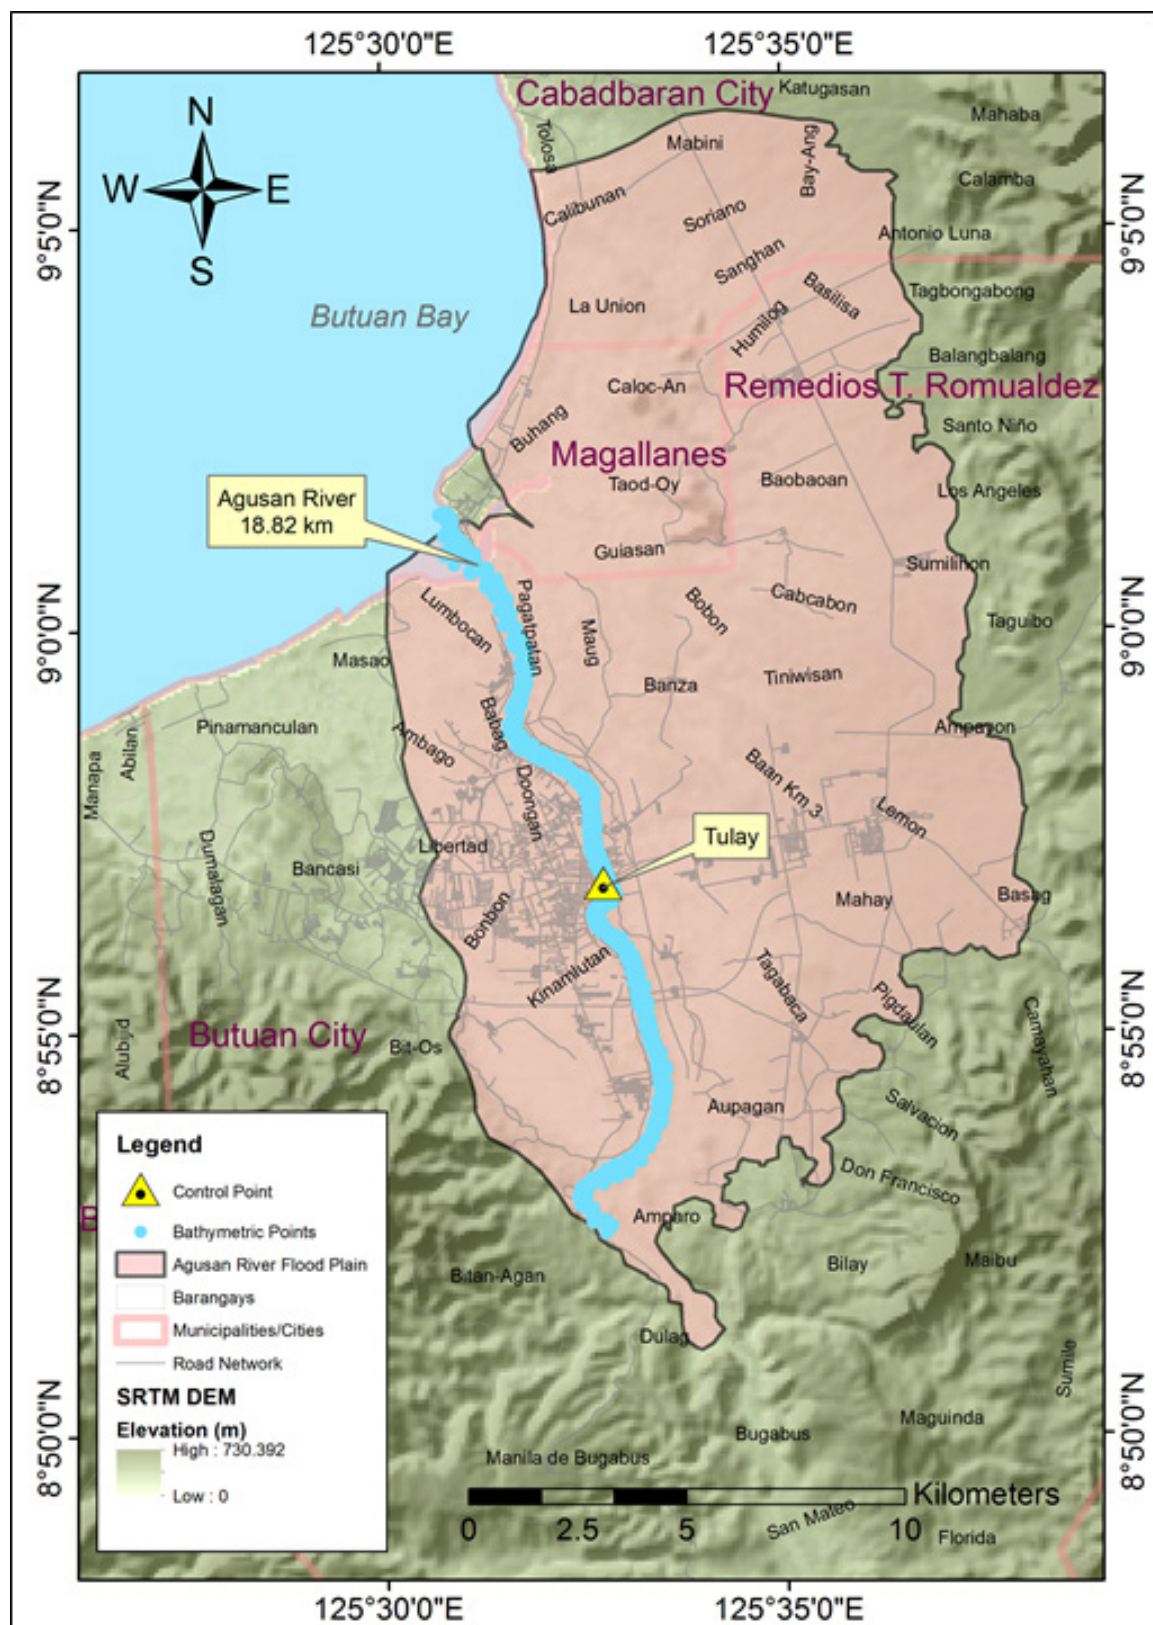 125°30'0"E
125°35'0"E
Cabadbaran City
Katugasan
Mahaba
N
W
E
S
Tolosa
Mabini
Bay-Ang
Calamba
Calibunan
Soriano
Antonio Luna
9°5'0"N
9°5'0"N
Sanghan
Butuan Bay
La Union
Humilog
Basilisa
Tagbongabong
Balangbalang
Caloc-An
Remedios T. Romualdez
Buhang
Santo Niño
Magallanes
Taod-Oy
Baobaoan
Los Angeles
Agusan River
18.82 km
Guiasan
Sumilihon
Lumbocan
Pagatpatan
Maug
Bobon
Cabcabon
Taguibo
9°0'0"N
9°0'0"N
Masao
Banza
Tiniwisan
Pinamanculan
Babag
Ampayon
Manapa
Abilan
Ambago
Doongan
Baan Km 3
Lemon
Tulay
Dumalagan
Bancasi
Libertad
Mahay
Basag
Bonbon
Kinamlutan
Tagabaca
Pigdaulan
Camayahan
Alubijid
Butuan City
Bit-Os
8°55'0"N
8°55'0"N
Aupagan
Salvacion
Don Francisco
Amparo
Bitan-Agan
Bilay
Maibu
Dulag
Sumile
Maguinda
Bugabus
Manila de Bugabus
8°50'0"N
8°50'0"N
San Mateo
Florida
B
Legend
Control Point
Bathymetric Points
Agusan River Flood Plain
Barangays
Municipalities/Cities
Road Network
SRTM DEM
Elevation (m)
High : 730.392
Low : 0
Kilometers
0
2.5
5
10
125°30'0"E
125°35'0"E